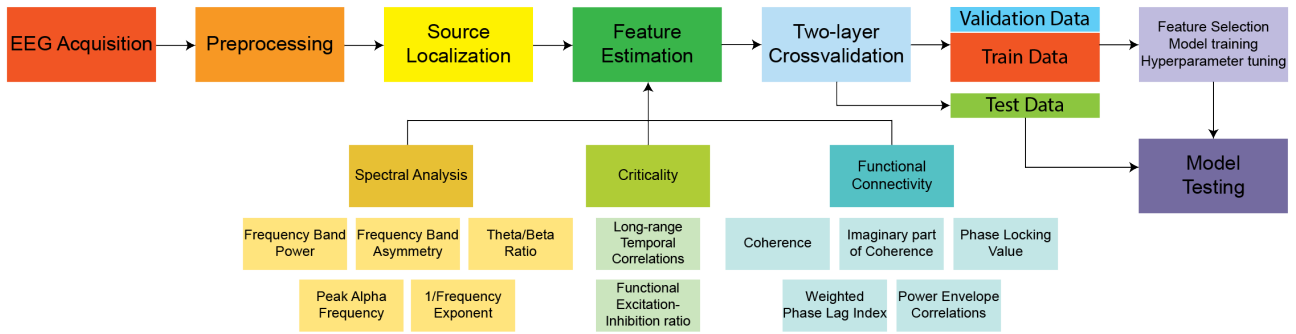 EEG Acquisition
Preprocessing
Source
Localization
Feature
Estimation
Two-layer
Crossvalidation
Validation Data
Train Data
Test Data
Feature Selection
Model training
Hyperparameter tuning
Model
Testing
Spectral Analysis
Criticality
Functional
Connectivity
Frequency Band
Power
Frequency Band
Asymmetry
Theta/Beta
Ratio
Long-range
Temporal
Correlations
Coherence
Imaginary part
of Coherence
Phase Locking
Value
Peak Alpha
Frequency
1/Frequency
Exponent
Functional
Excitation-
Inhibition ratio
Weighted
Phase Lag Index
Power Envelope
Correlations